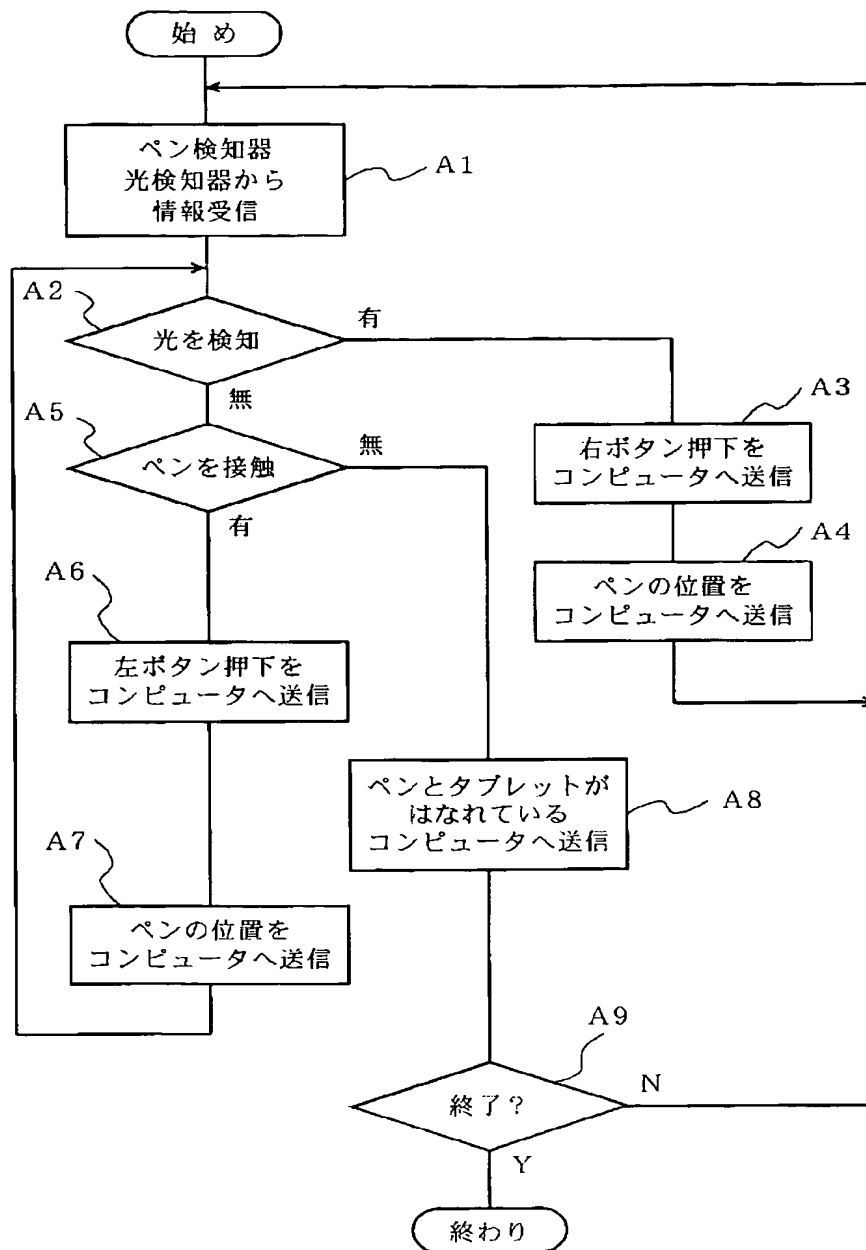 始め
ペン検知器
光検知器から
情報受信
A1
A2
光を検知
有
無
A3
右ボタン押下を
コンピュータへ送信
A5
ペンを接触
無
有
A4
ペンの位置を
コンピュータへ送信
A6
左ボタン押下を
コンピュータへ送信
ペンとタブレットが
はなれている
コンピュータへ送信
A8
A7
ペンの位置を
コンピュータへ送信
A9
終了？
N
Y
終わり